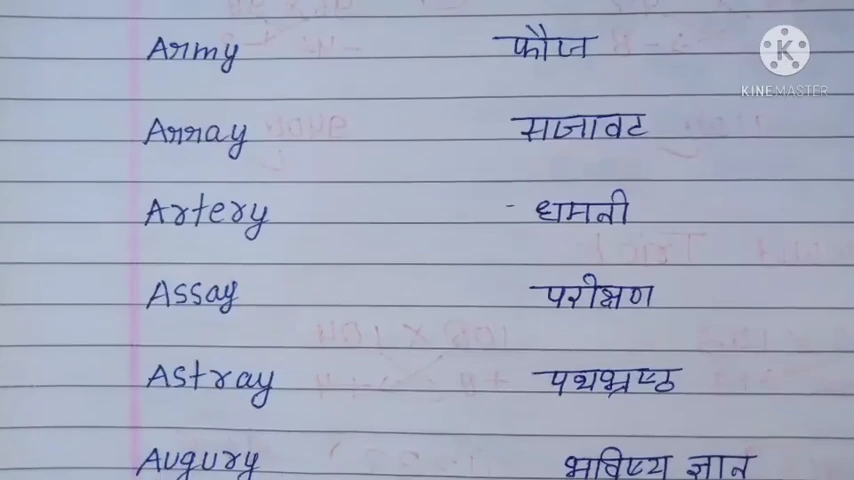 Army फौज
K
KINEMASTER
Array सजावट
Artery धमनी
Assay परीक्षण
Astray पथभ्रष्ठ
Augury भविष्य ज्ञान